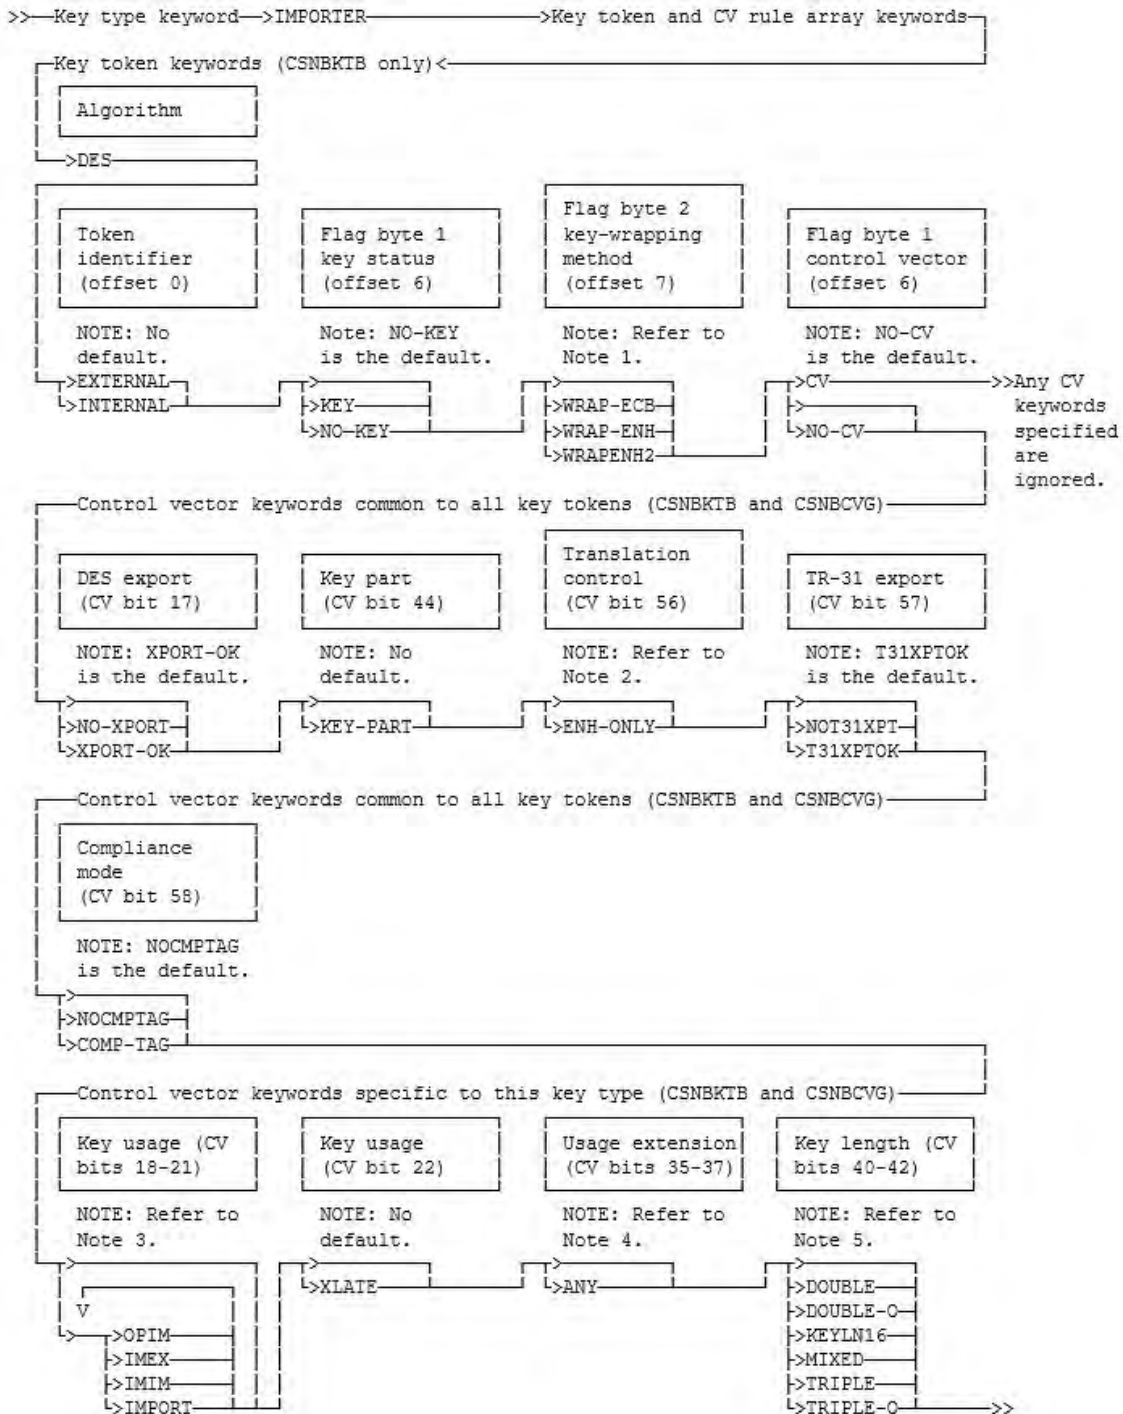 >>—Key type keyword—>IMPORTER—>Key token and CV rule array keywords—
Key token keywords (CSNBKTB only)<
Algorithm
>DES
Flag byte 2
Token Flag byte 1 key-wrapping Flag byte 1
identifier key status method control vector
(offset 0) (offset 6) (offset 7) (offset 6)
NOTE: No Note: NO-KEY Note: Refer to NOTE: NO-CV
default. is the default. Note 1. is the default.
>EXTERNAL > > >CV >>Any CV
>INTERNAL >KEY >WRAP-ECB > keywords
>NO-KEY >WRAP-ENH >NO-CV specified
>WRAPENH2 are
ignored.
Control vector keywords common to all key tokens (CSNBKTB and CSNBCVG)
Translation
DES export Key part control TR-31 export
(CV bit 17) (CV bit 44) (CV bit 56) (CV bit 57)
NOTE: XPORT-OK NOTE: No NOTE: Refer to NOTE: T31XPTOK
is the default. default. Note 2. is the default.
> > > >
>NO-XPORT >KEY-PART >ENH-ONLY >NOT31XPT
>XPORT-OK >T31XPTOK
Control vector keywords common to all key tokens (CSNBKTB and CSNBCVG)
Compliance
mode
(CV bit 58)
NOTE: NOCMPTAG
is the default.
>
>NOCMPTAG
>COMP-TAG
Control vector keywords specific to this key type (CSNBKTB and CSNBCVG)
Key usage (CV Key usage Usage extension Key length (CV
bits 18-21) (CV bit 22) (CV bits 35-37) bits 40-42)
NOTE: Refer to NOTE: No NOTE: Refer to NOTE: Refer to
Note 3. default. Note 4. Note 5.
> > > >
>XLATE >ANY >DOUBLE
V >DOUBLE-O
> >OPIM >KEYLN16
>IMEX >MIXED
>IMIM >TRIPLE
>IMPORT >TRIPLE-O >>